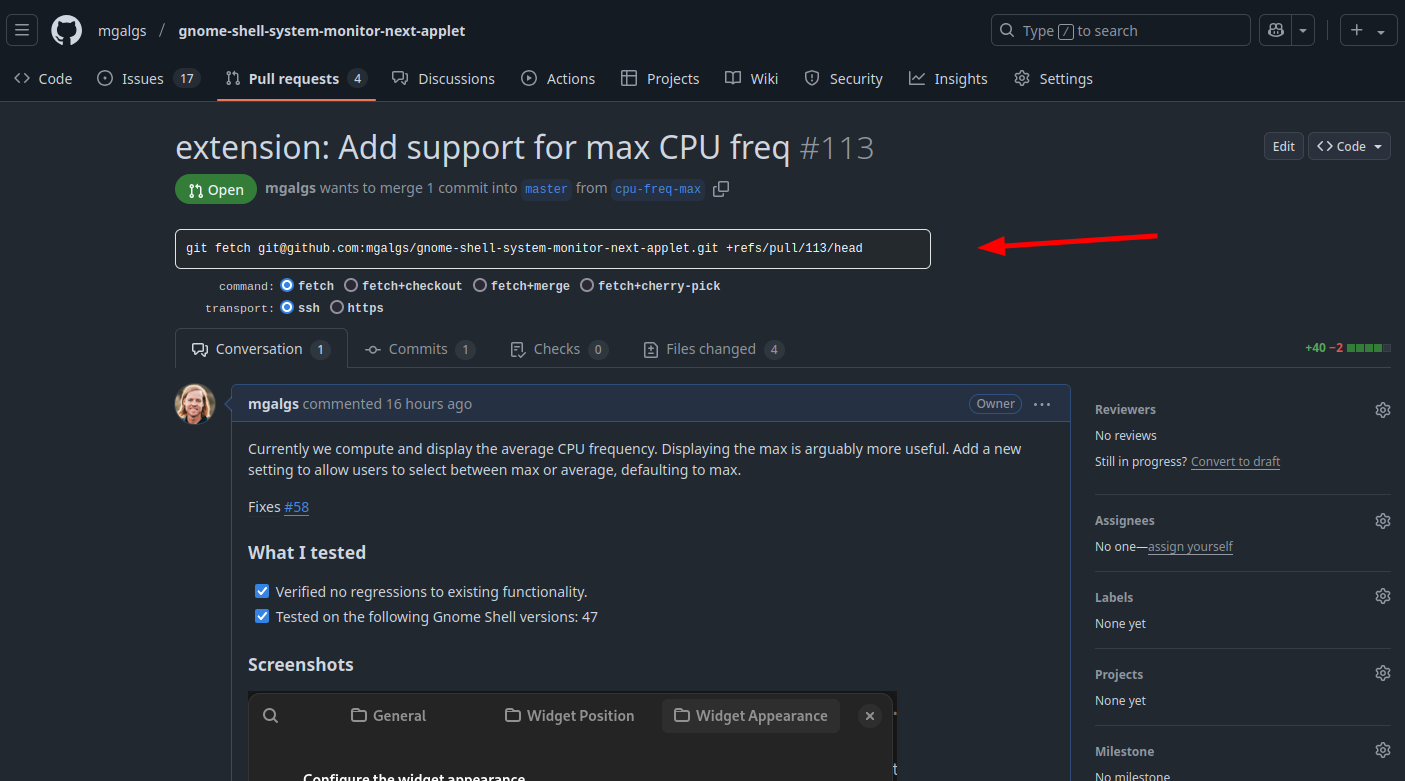 mgalgs / gnome-shell-system-monitor-next-applet
Type / to search
Code Issues 17 Pull requests 4 Discussions Actions Projects Wiki Security Insights Settings
extension: Add support for max CPU freq #113
Edit
Code
Open mgalgs wants to merge 1 commit into master from cpu-freq-max
git fetch git@github.com:mgalgs/gnome-shell-system-monitor-next-applet.git +refs/pull/113/head
command: fetch fetch+checkout fetch+merge fetch+cherry-pick
transport: ssh https
Conversation 1 Commits 1 Checks 0 Files changed 4
+40 −2
mgalgs commented 16 hours ago
Owner
Currently we compute and display the average CPU frequency. Displaying the max is arguably more useful. Add a new
setting to allow users to select between max or average, defaulting to max.
Fixes #58
What I tested
Verified no regressions to existing functionality.
Tested on the following Gnome Shell versions: 47
Screenshots
General Widget Position Widget Appearance
Configure the widget appearance
Reviewers
No reviews
Still in progress? Convert to draft
Assignees
No one—assign yourself
Labels
None yet
Projects
None yet
Milestone
No milestone